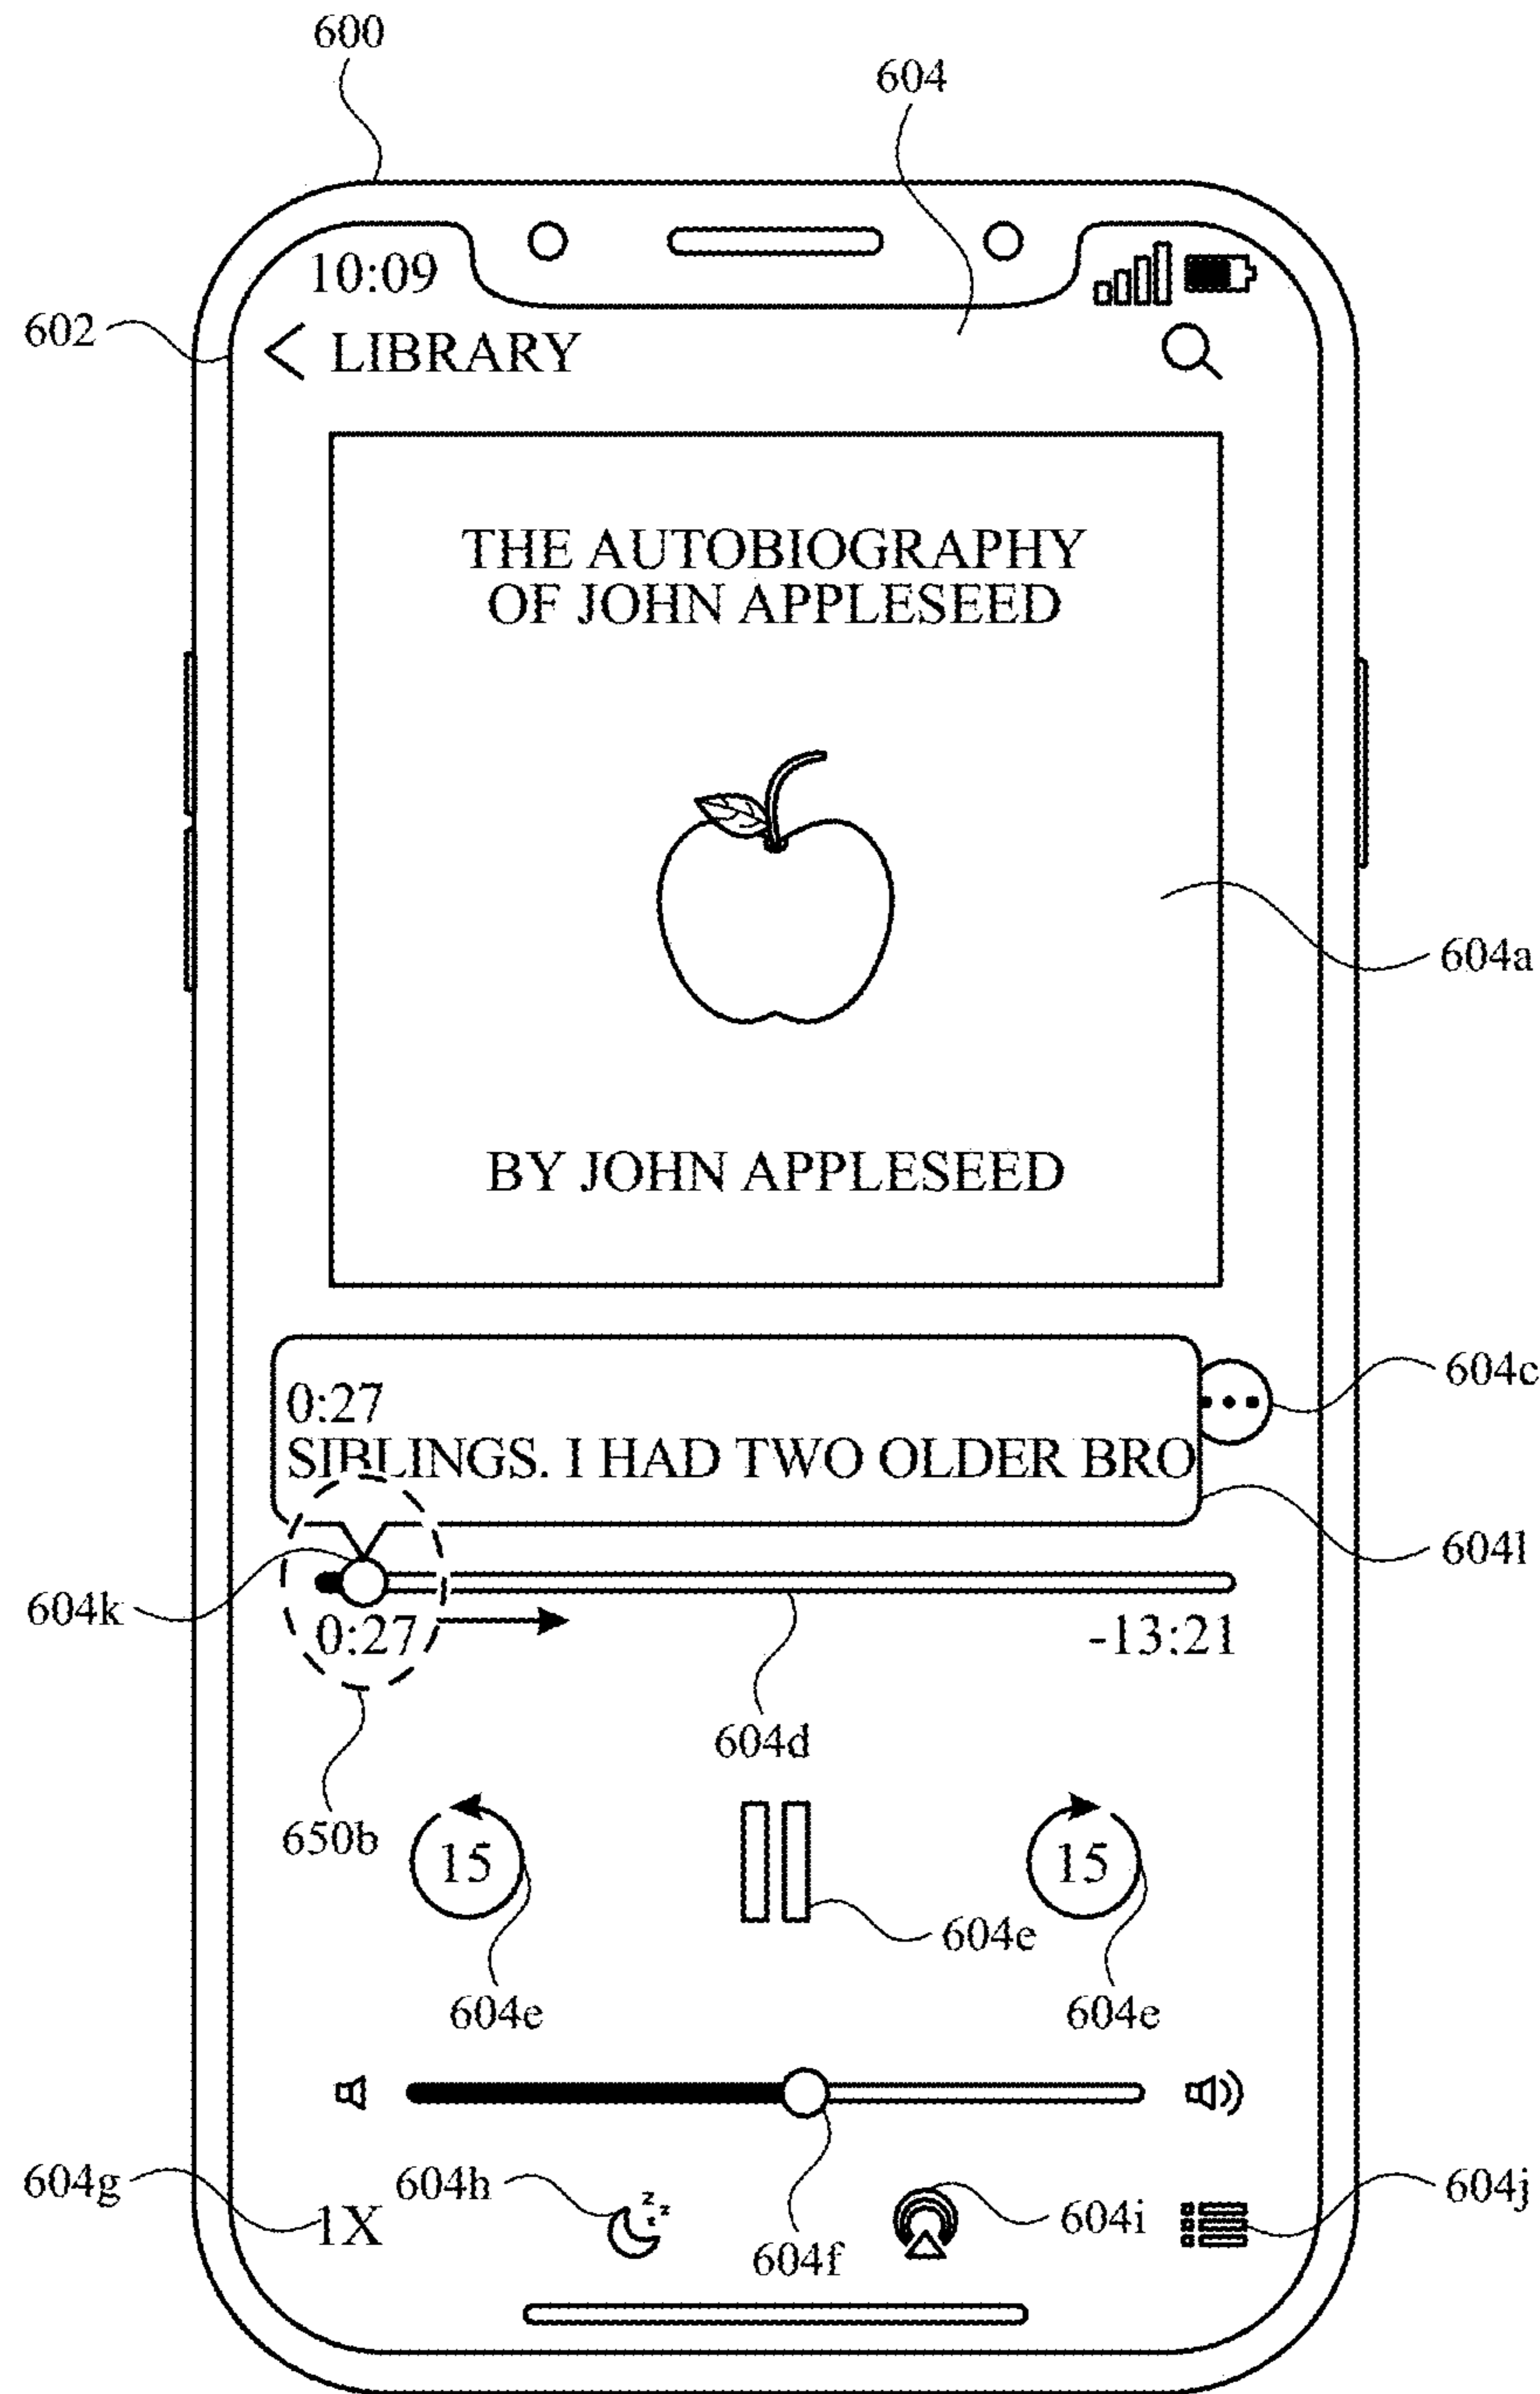 600
604
10:09
602
LIBRARY
THE AUTOBIOGRAPHY
OF JOHN APPLESEED
604a
BY JOHN APPLESEED
604c
0:27
SIBLINGS. I HAD TWO OLDER BRO
604l
604k
0:27
-13:21
604d
650b
15
15
604e
604e
604e
604g
604h
604i
604j
1X
z z z
604f